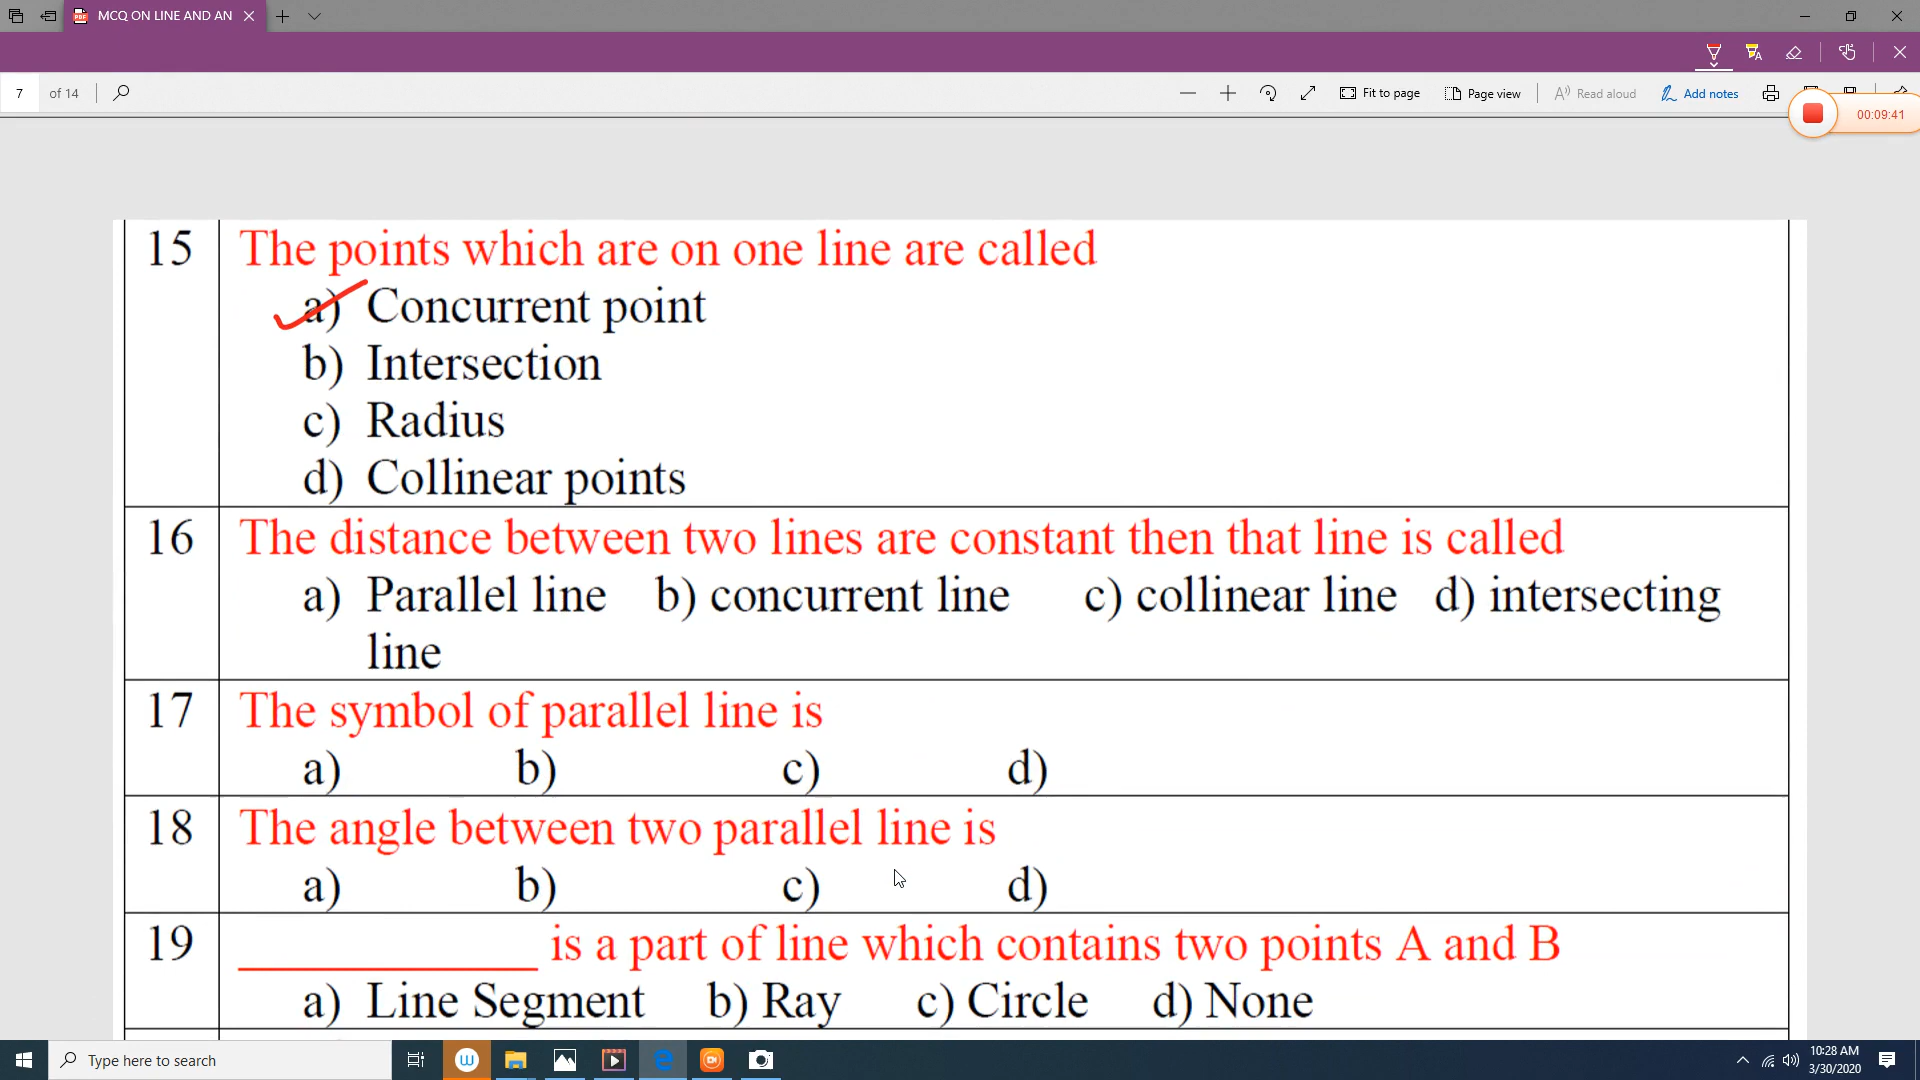 MCQ ON LINE AND AN
7 of 14
Fit to page
Page view
Read aloud
Add notes
00:09:41
15 The points which are on one line are called
a) Concurrent point
b) Intersection
c) Radius
d) Collinear points
16 The distance between two lines are constant then that line is called
a) Parallel line b) concurrent line c) collinear line d) intersecting
line
17 The symbol of parallel line is
a) b) c) d)
18 The angle between two parallel line is
a) b) c) d)
19 ____________ is a part of line which contains two points A and B
a) Line Segment b) Ray c) Circle d) None
Type here to search
10:28 AM
3/30/2020